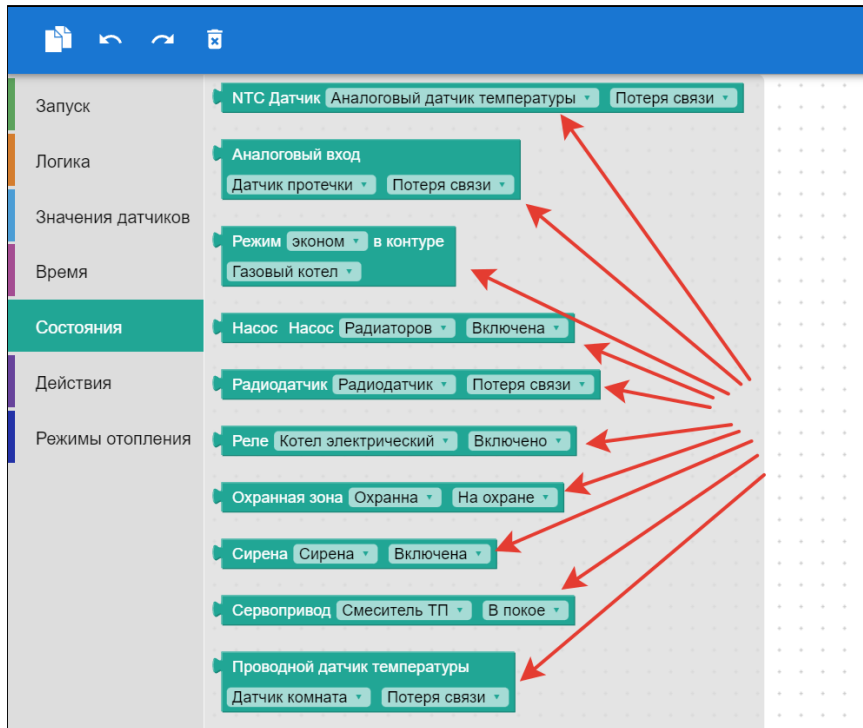 Запуск
Логика
Значения датчиков
Время
Состояния
Действия
Режимы отопления
NTC Датчик Аналоговый датчик температуры Потеря связи
Аналоговый вход
Датчик протечки Потеря связи
Режим эконом в контуре
Газовый котел
Насос Насос Радиаторов Включена
Радиодатчик Радиодатчик Потеря связи
Реле Котел электрический Включено
Охранная зона Охранна На охране
Сирена Сирена Включена
Сервопривод Смеситель ТП В покое
Проводной датчик температуры
Датчик комната Потеря связи